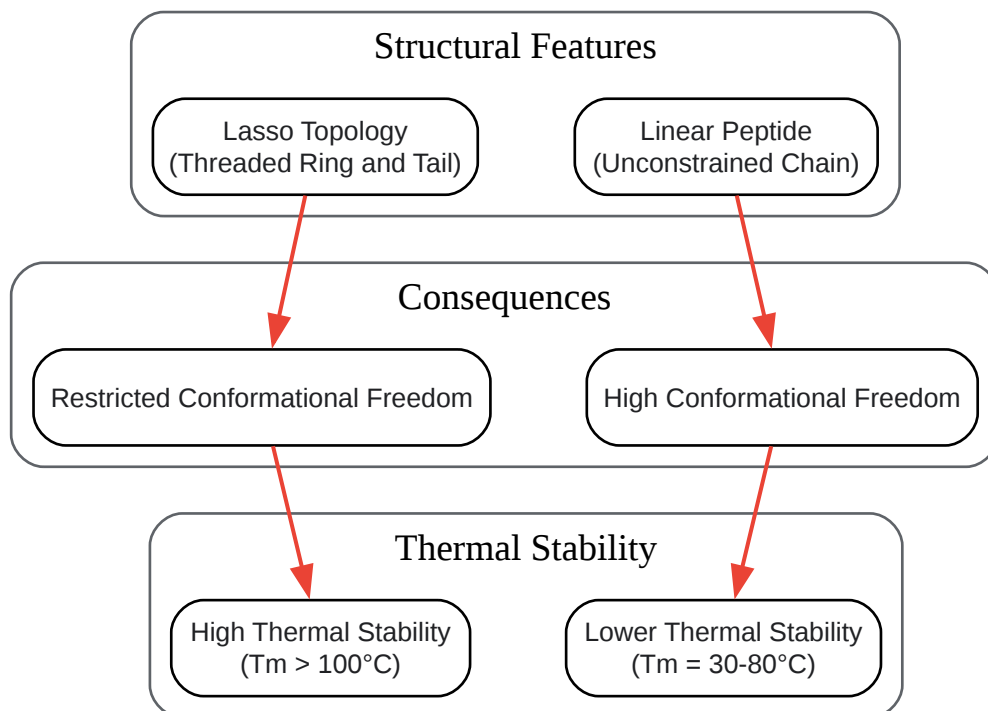 Structural Features
Lasso Topology
(Threaded Ring and Tail)
Linear Peptide
(Unconstrained Chain)
Consequences
Restricted Conformational Freedom
High Conformational Freedom
Thermal Stability
High Thermal Stability
(Tm > 100°C)
Lower Thermal Stability
(Tm = 30-80°C)